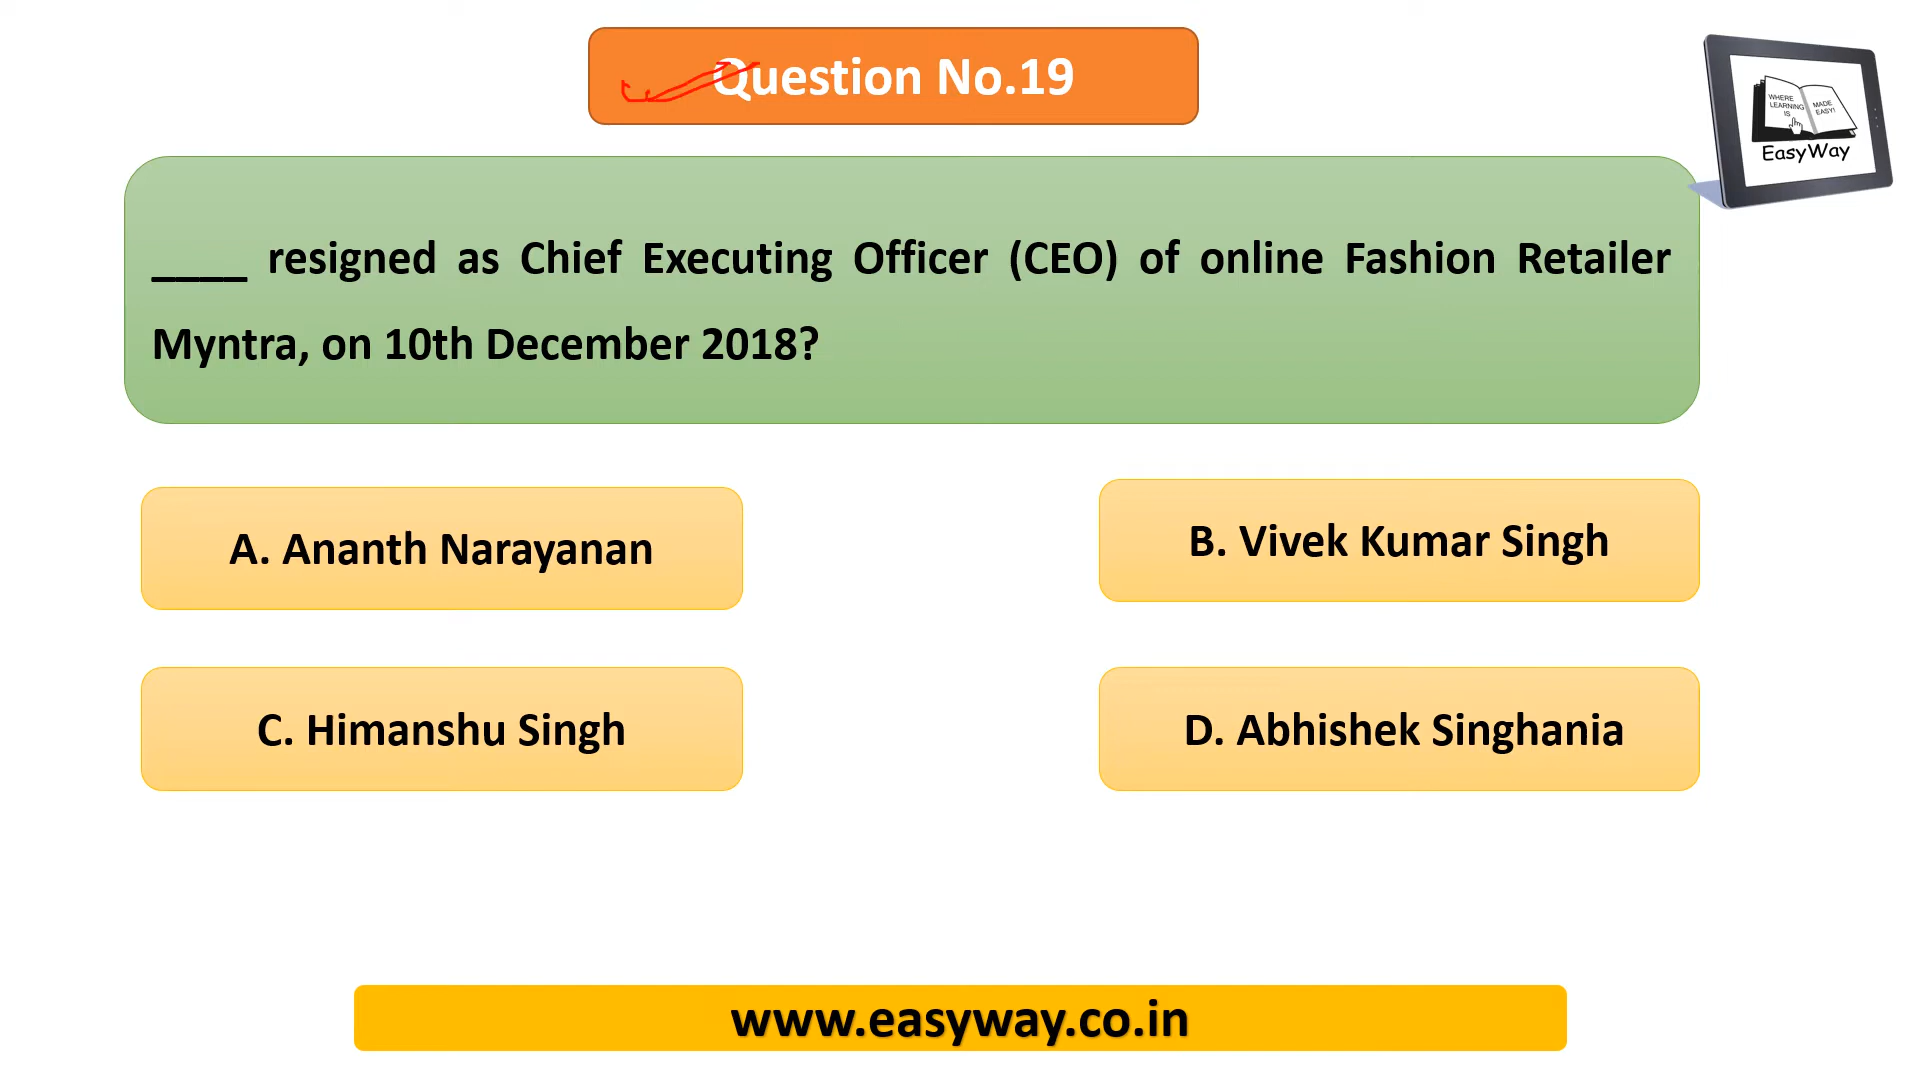 Question No.19
WHERE
LEARNING
IS
MADE
EASY!
EasyWay
____ resigned as Chief Executing Officer (CEO) of online Fashion Retailer
Myntra, on 10th December 2018?
A. Ananth Narayanan
B. Vivek Kumar Singh
C. Himanshu Singh
D. Abhishek Singhania
www.easyway.co.in